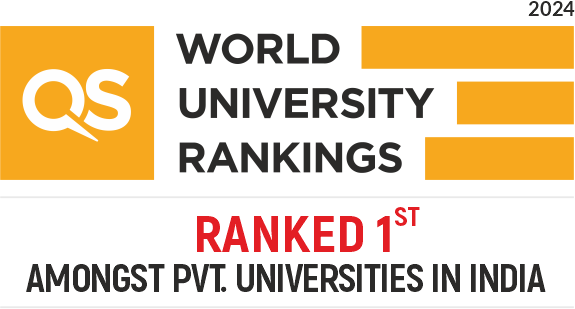 2024
QS
WORLD
UNIVERSITY
RANKINGS
RANKED 1ST
AMONGST PVT. UNIVERSITIES IN INDIA